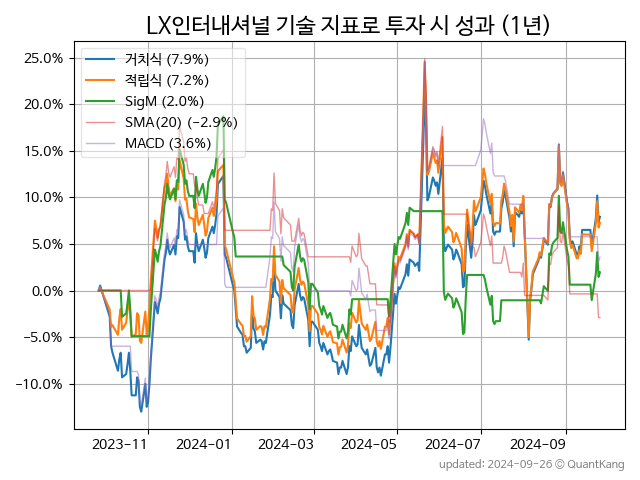 LX인터내셔널 기술 지표로 투자 시 성과 (1년)
거치식 (7.9%)
적립식 (7.2%)
SigM (2.0%)
SMA(20) (−2.9%)
MACD (3.6%)
25.0%
20.0%
15.0%
10.0%
5.0%
0.0%
−5.0%
−10.0%
2023-11 2024-01 2024-03 2024-05 2024-07 2024-09
updated: 2024-09-26 © QuantKang